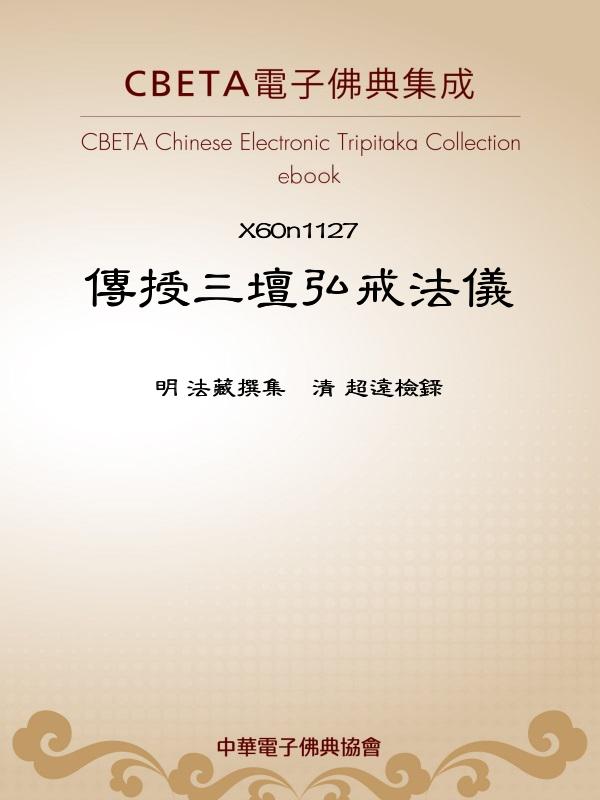 CBETA電子佛典集成
CBETA Chinese Electronic Tripitaka Collection
ebook
X60n1127
傳授三壇弘戒法儀
明 法藏撰集　清 超遠檢錄
中華電子佛典協會